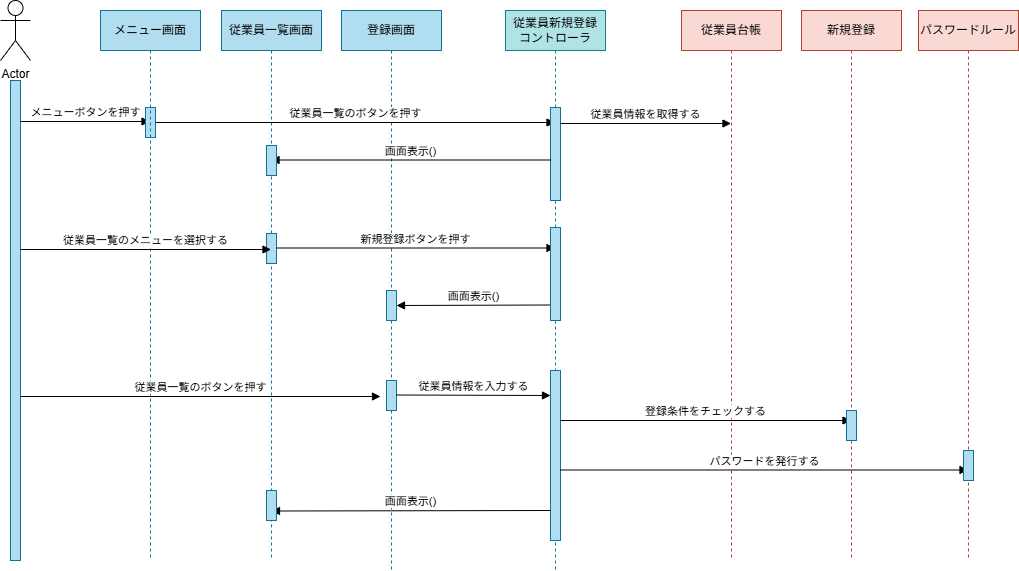 メニュー画面
従業員一覧画面
登録画面
従業員新規登録
コントローラ
従業員台帳
新規登録
パスワードルール
Actor
メニューボタンを押す
従業員一覧のボタンを押す
従業員情報を取得する
画面表示()
従業員一覧のメニューを選択する
新規登録ボタンを押す
画面表示()
従業員一覧のボタンを押す
従業員情報を入力する
登録条件をチェックする
パスワードを発行する
画面表示()